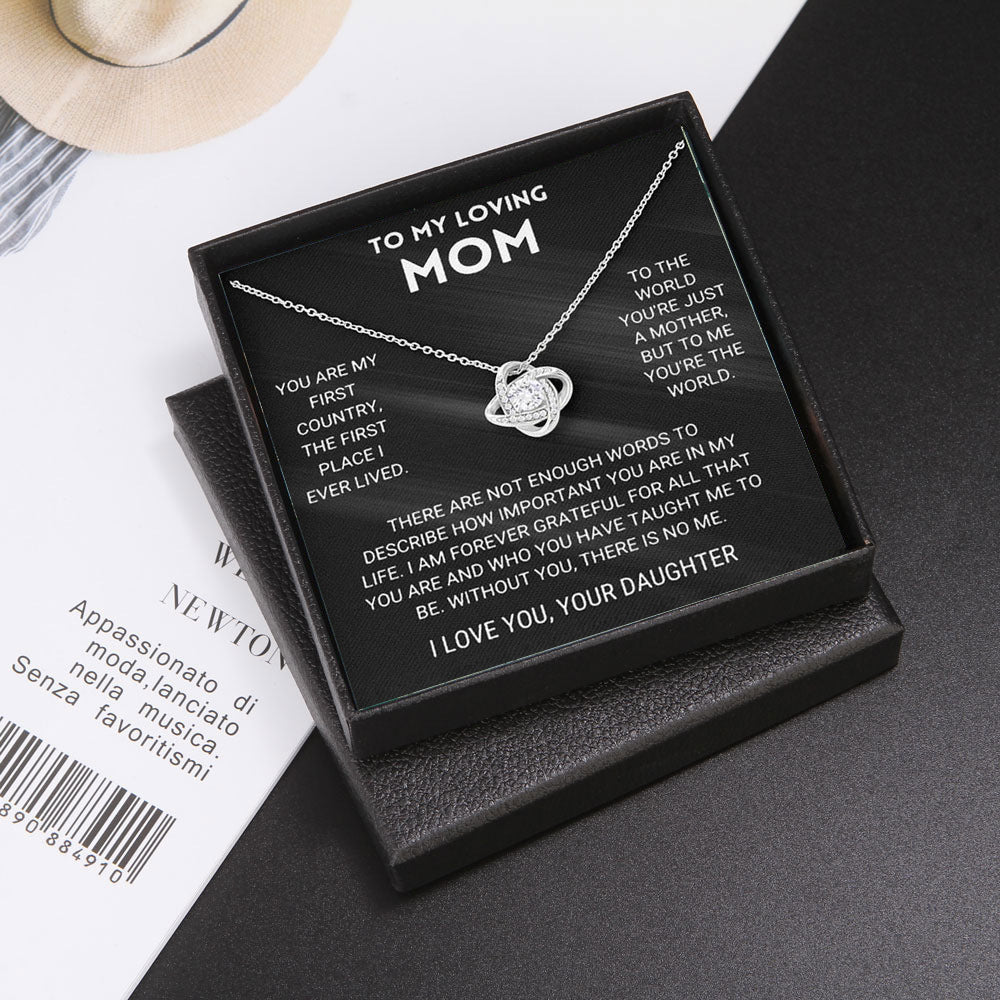 TO MY LOVING
MOM
YOU ARE MY
FIRST
COUNTRY,
THE FIRST
PLACE I
EVER LIVED.
TO THE
WORLD
YOU'RE JUST
A MOTHER,
BUT TO ME
YOU'RE THE
WORLD.
THERE ARE NOT ENOUGH WORDS TO
DESCRIBE HOW IMPORTANT YOU ARE IN MY
LIFE. I AM FOREVER GRATEFUL FOR ALL THAT
YOU ARE AND WHO YOU HAVE TAUGHT ME TO
BE. WITHOUT YOU, THERE IS NO ME.
I LOVE YOU, YOUR DAUGHTER
NEWTON
Appassionato di
moda,lanciato
nella musica.
Senza favoritismi
890 884910